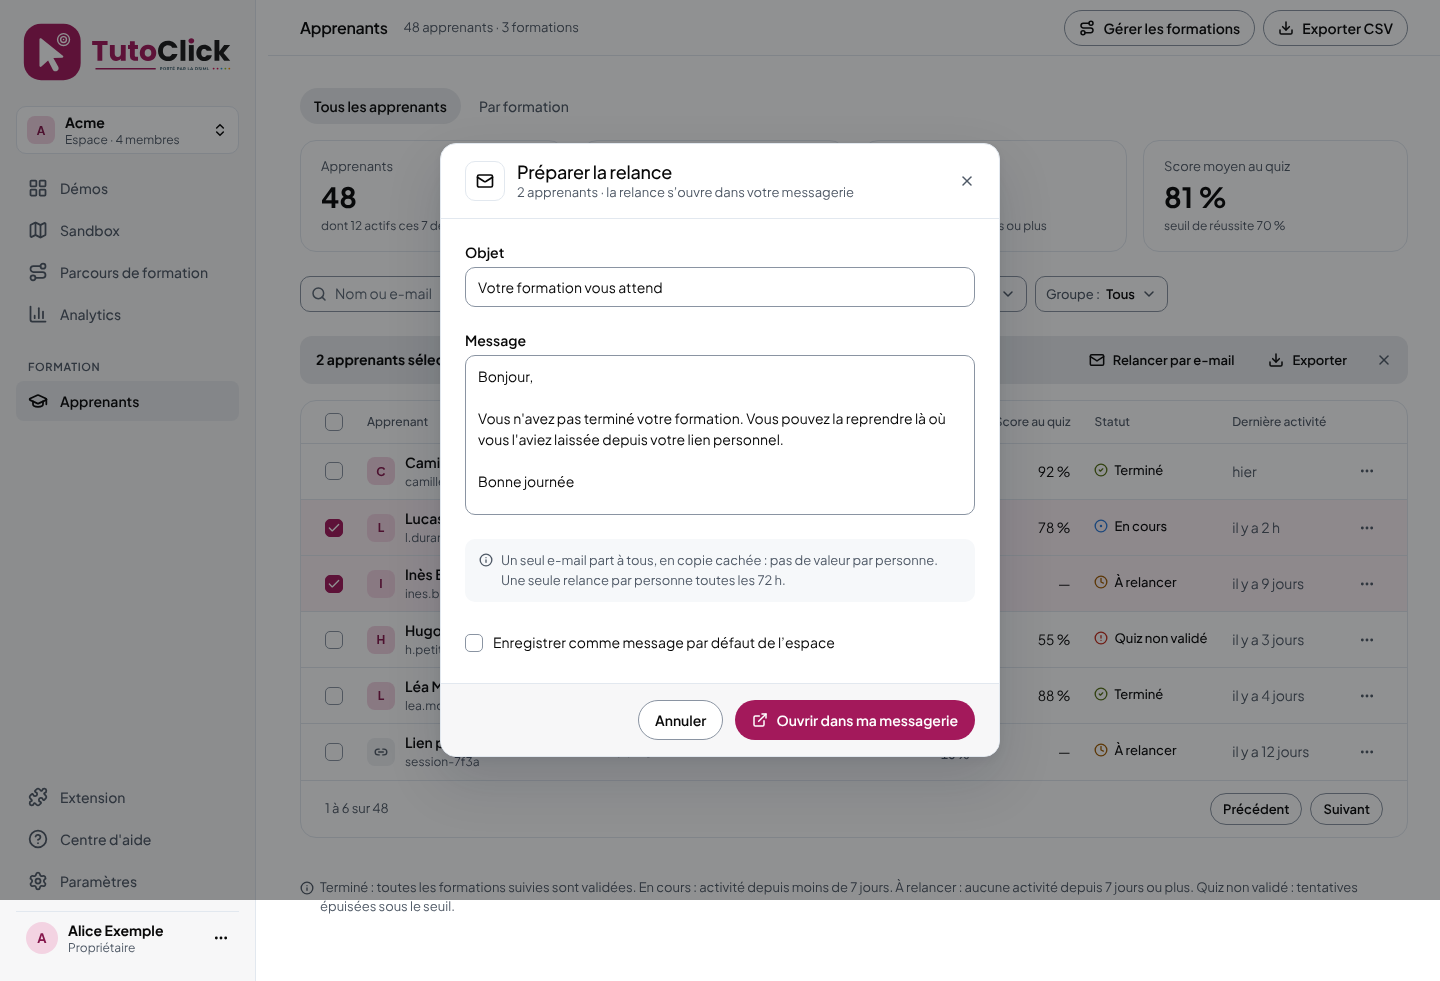 TutoClick
Apprenants
48 apprenants · 3 formations
Gérer les formations
Exporter CSV
A
Acme
Espace · 4 membres
Démos
Sandbox
Parcours de formation
Analytics
FORMATION
Apprenants
Extension
Centre d'aide
Paramètres
A
Alice Exemple
Propriétaire
Tous les apprenants
Par formation
Apprenants
48
dont 12 actifs ces 7
ou plus
Score moyen au quiz
81 %
seuil de réussite 70 %
Nom ou e-mail
Groupe : Tous
2 apprenants
Relancer par e-mail
Exporter
Apprenant
Score au quiz
Statut
Dernière activité
C
92 %
Terminé
hier
L
78 %
En cours
il y a 2 h
I
Inès
—
À relancer
il y a 9 jours
H
Hugo
55 %
Quiz non validé
il y a 3 jours
L
Léa
88 %
Terminé
il y a 4 jours
Lien
session-7f3a
—
À relancer
il y a 12 jours
1 à 6 sur 48
Précédent
Suivant
Terminé : toutes les formations suivies sont validées. En cours : activité depuis moins de 7 jours. À relancer : aucune activité depuis 7 jours ou plus. Quiz non validé : tentatives
épuisées sous le seuil.
Préparer la relance
2 apprenants · la relance s'ouvre dans votre messagerie
Objet
Votre formation vous attend
Message
Bonjour,
Vous n'avez pas terminé votre formation. Vous pouvez la reprendre là où
vous l'aviez laissée depuis votre lien personnel.
Bonne journée
Un seul e-mail part à tous, en copie cachée : pas de valeur par personne.
Une seule relance par personne toutes les 72 h.
Enregistrer comme message par défaut de l'espace
Annuler
Ouvrir dans ma messagerie